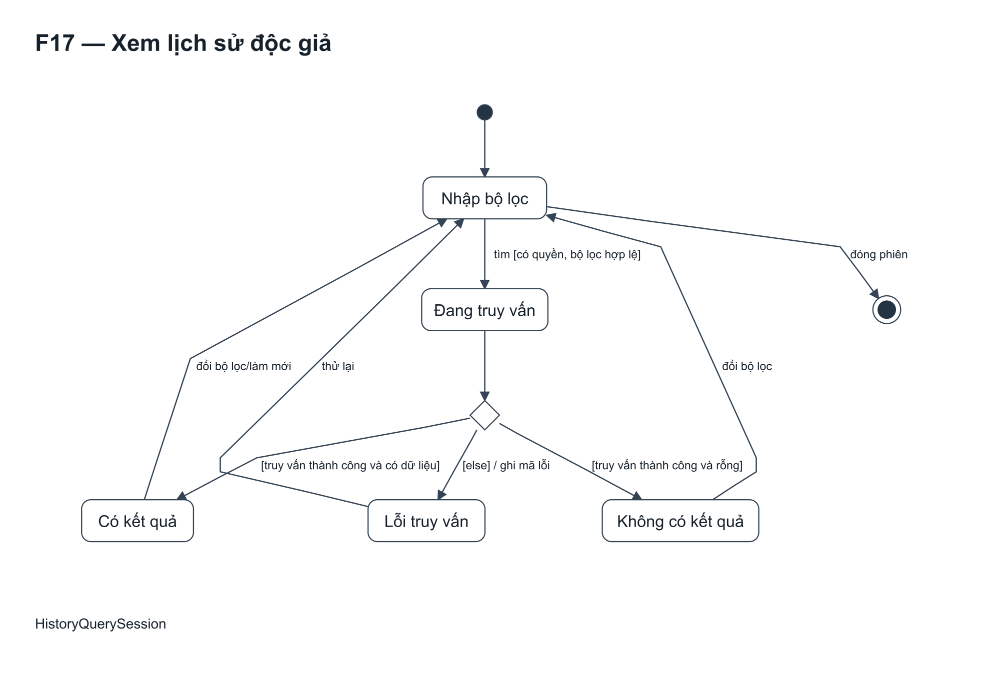 F17 — Xem lịch sử độc giả
Nhập bộ lọc
tìm [có quyền, bộ lọc hợp lệ]
đóng phiên
Đang truy vấn
đổi bộ lọc/làm mới
thử lại
đổi bộ lọc
[truy vấn thành công và có dữ liệu]
[else] / ghi mã lỗi
[truy vấn thành công và rỗng]
Có kết quả
Lỗi truy vấn
Không có kết quả
HistoryQuerySession